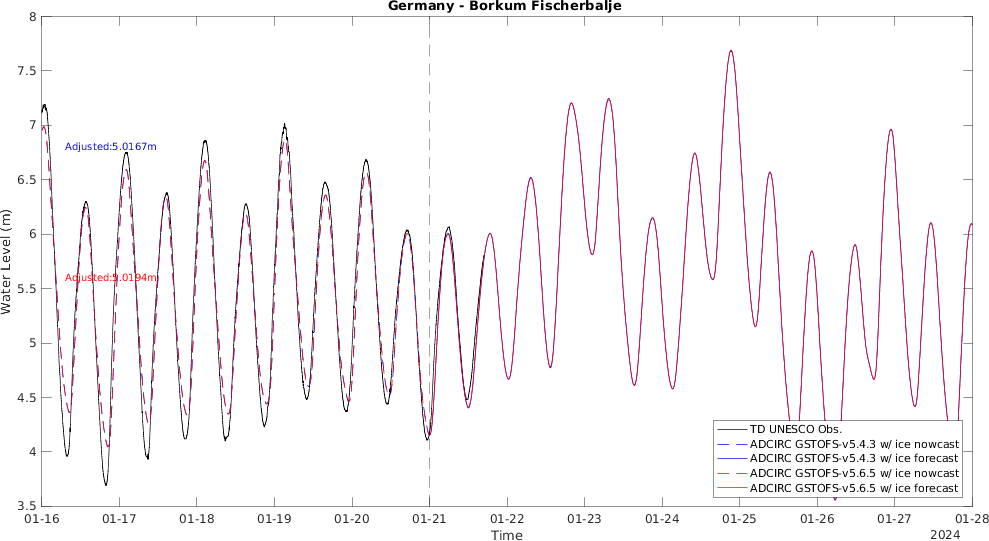 Germany - Borkum Fischerbalje
8
7.5
7
6.5
6
5.5
5
4.5
4
3.5
Water Level (m)
Adjusted:5.0167m
Adjusted:5.0194m
TD UNESCO Obs.
ADCIRC GSTOFS-v5.4.3 w/ ice nowcast
ADCIRC GSTOFS-v5.4.3 w/ ice forecast
ADCIRC GSTOFS-v5.6.5 w/ ice nowcast
ADCIRC GSTOFS-v5.6.5 w/ ice forecast
01-16 01-17 01-18 01-19 01-20 01-21 01-22 01-23 01-24 01-25 01-26 01-27 01-28
Time
2024